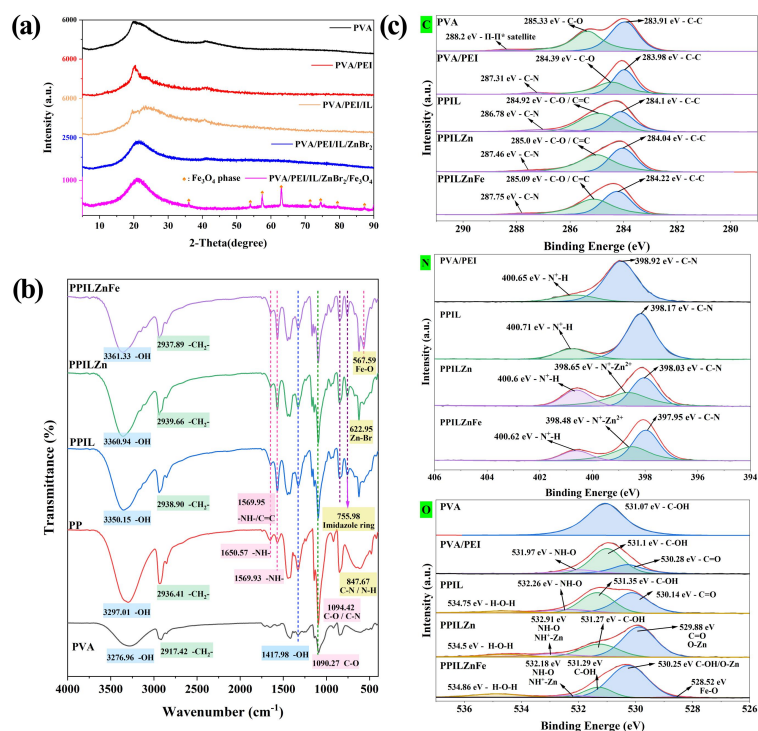 (a)
6000
PVA
6000
PVA/PEI
6000
PVA/PEI/IL
2500
PVA/PEI/IL/ZnBr₂
1000
: Fe₃O₄ phase
PVA/PEI/IL/ZnBr₂/Fe₃O₄
Intensity (a.u.)
10 20 30 40 50 60 70 80 90
2-Theta(degree)
(b)
PPILZnFe
3361.33 -OH
2937.89 -CH₂-
567.59
Fe-O
PPILZn
3360.94 -OH
2939.66 -CH₂-
622.95
Zn-Br
PPIL
3350.15 -OH
2938.90 -CH₂-
1569.95
-NH-/C=C
755.98
Imidazole ring
PP
3297.01 -OH
2936.41 -CH₂-
1650.57 -NH-
1569.93 -NH-
847.67
C-N / N-H
1094.42
C-O / C-N
PVA
3276.96 -OH
2917.42 -CH₂-
1417.98 -OH
1090.27 C-O
Transmittance (%)
4000 3500 3000 2500 2000 1500 1000 500
Wavenumber (cm⁻¹)
(c)
C
PVA
285.33 eV - C-O
283.91 eV - C-C
288.2 eV - Π-Π* satellite
PVA/PEI
284.39 eV - C-O
283.98 eV - C-C
287.31 eV - C-N
PPIL
284.92 eV - C-O / C=C
284.1 eV - C-C
286.78 eV - C-N
PPILZn
285.0 eV - C-O / C=C
284.04 eV - C-C
287.46 eV - C-N
PPILZnFe
285.09 eV - C-O / C=C
284.22 eV - C-C
287.75 eV - C-N
Intensity (a.u.)
290 288 286 284 282 280
Binding Energe (eV)
N
PVA/PEI
398.92 eV - C-N
400.65 eV - N⁺-H
PPIL
398.17 eV - C-N
400.71 eV - N⁺-H
PPILZn
398.65 eV - N⁺-Zn²⁺
398.03 eV - C-N
400.6 eV - N⁺-H
PPILZnFe
398.48 eV - N⁺-Zn²⁺
397.95 eV - C-N
400.62 eV - N⁺-H
Intensity (a.u.)
406 404 402 400 398 396 394
Binding Energe (eV)
O
PVA
531.07 eV - C-OH
PVA/PEI
531.1 eV - C-OH
531.97 eV - NH-O
530.28 eV - C=O
PPIL
532.26 eV - NH-O
531.35 eV - C-OH
530.14 eV - C=O
534.75 eV - H-O-H
PPILZn
532.91 eV
NH-O
NH⁺-Zn
531.27 eV - C-OH
529.88 eV
C=O
O-Zn
534.5 eV - H-O-H
PPILZnFe
532.18 eV
NH-O
NH⁺-Zn
531.29 eV
C-OH
530.25 eV C-OH/O-Zn
528.52 eV
Fe-O
534.86 eV - H-O-H
Intensity (a.u.)
536 534 532 530 528 526
Binding Energe (eV)